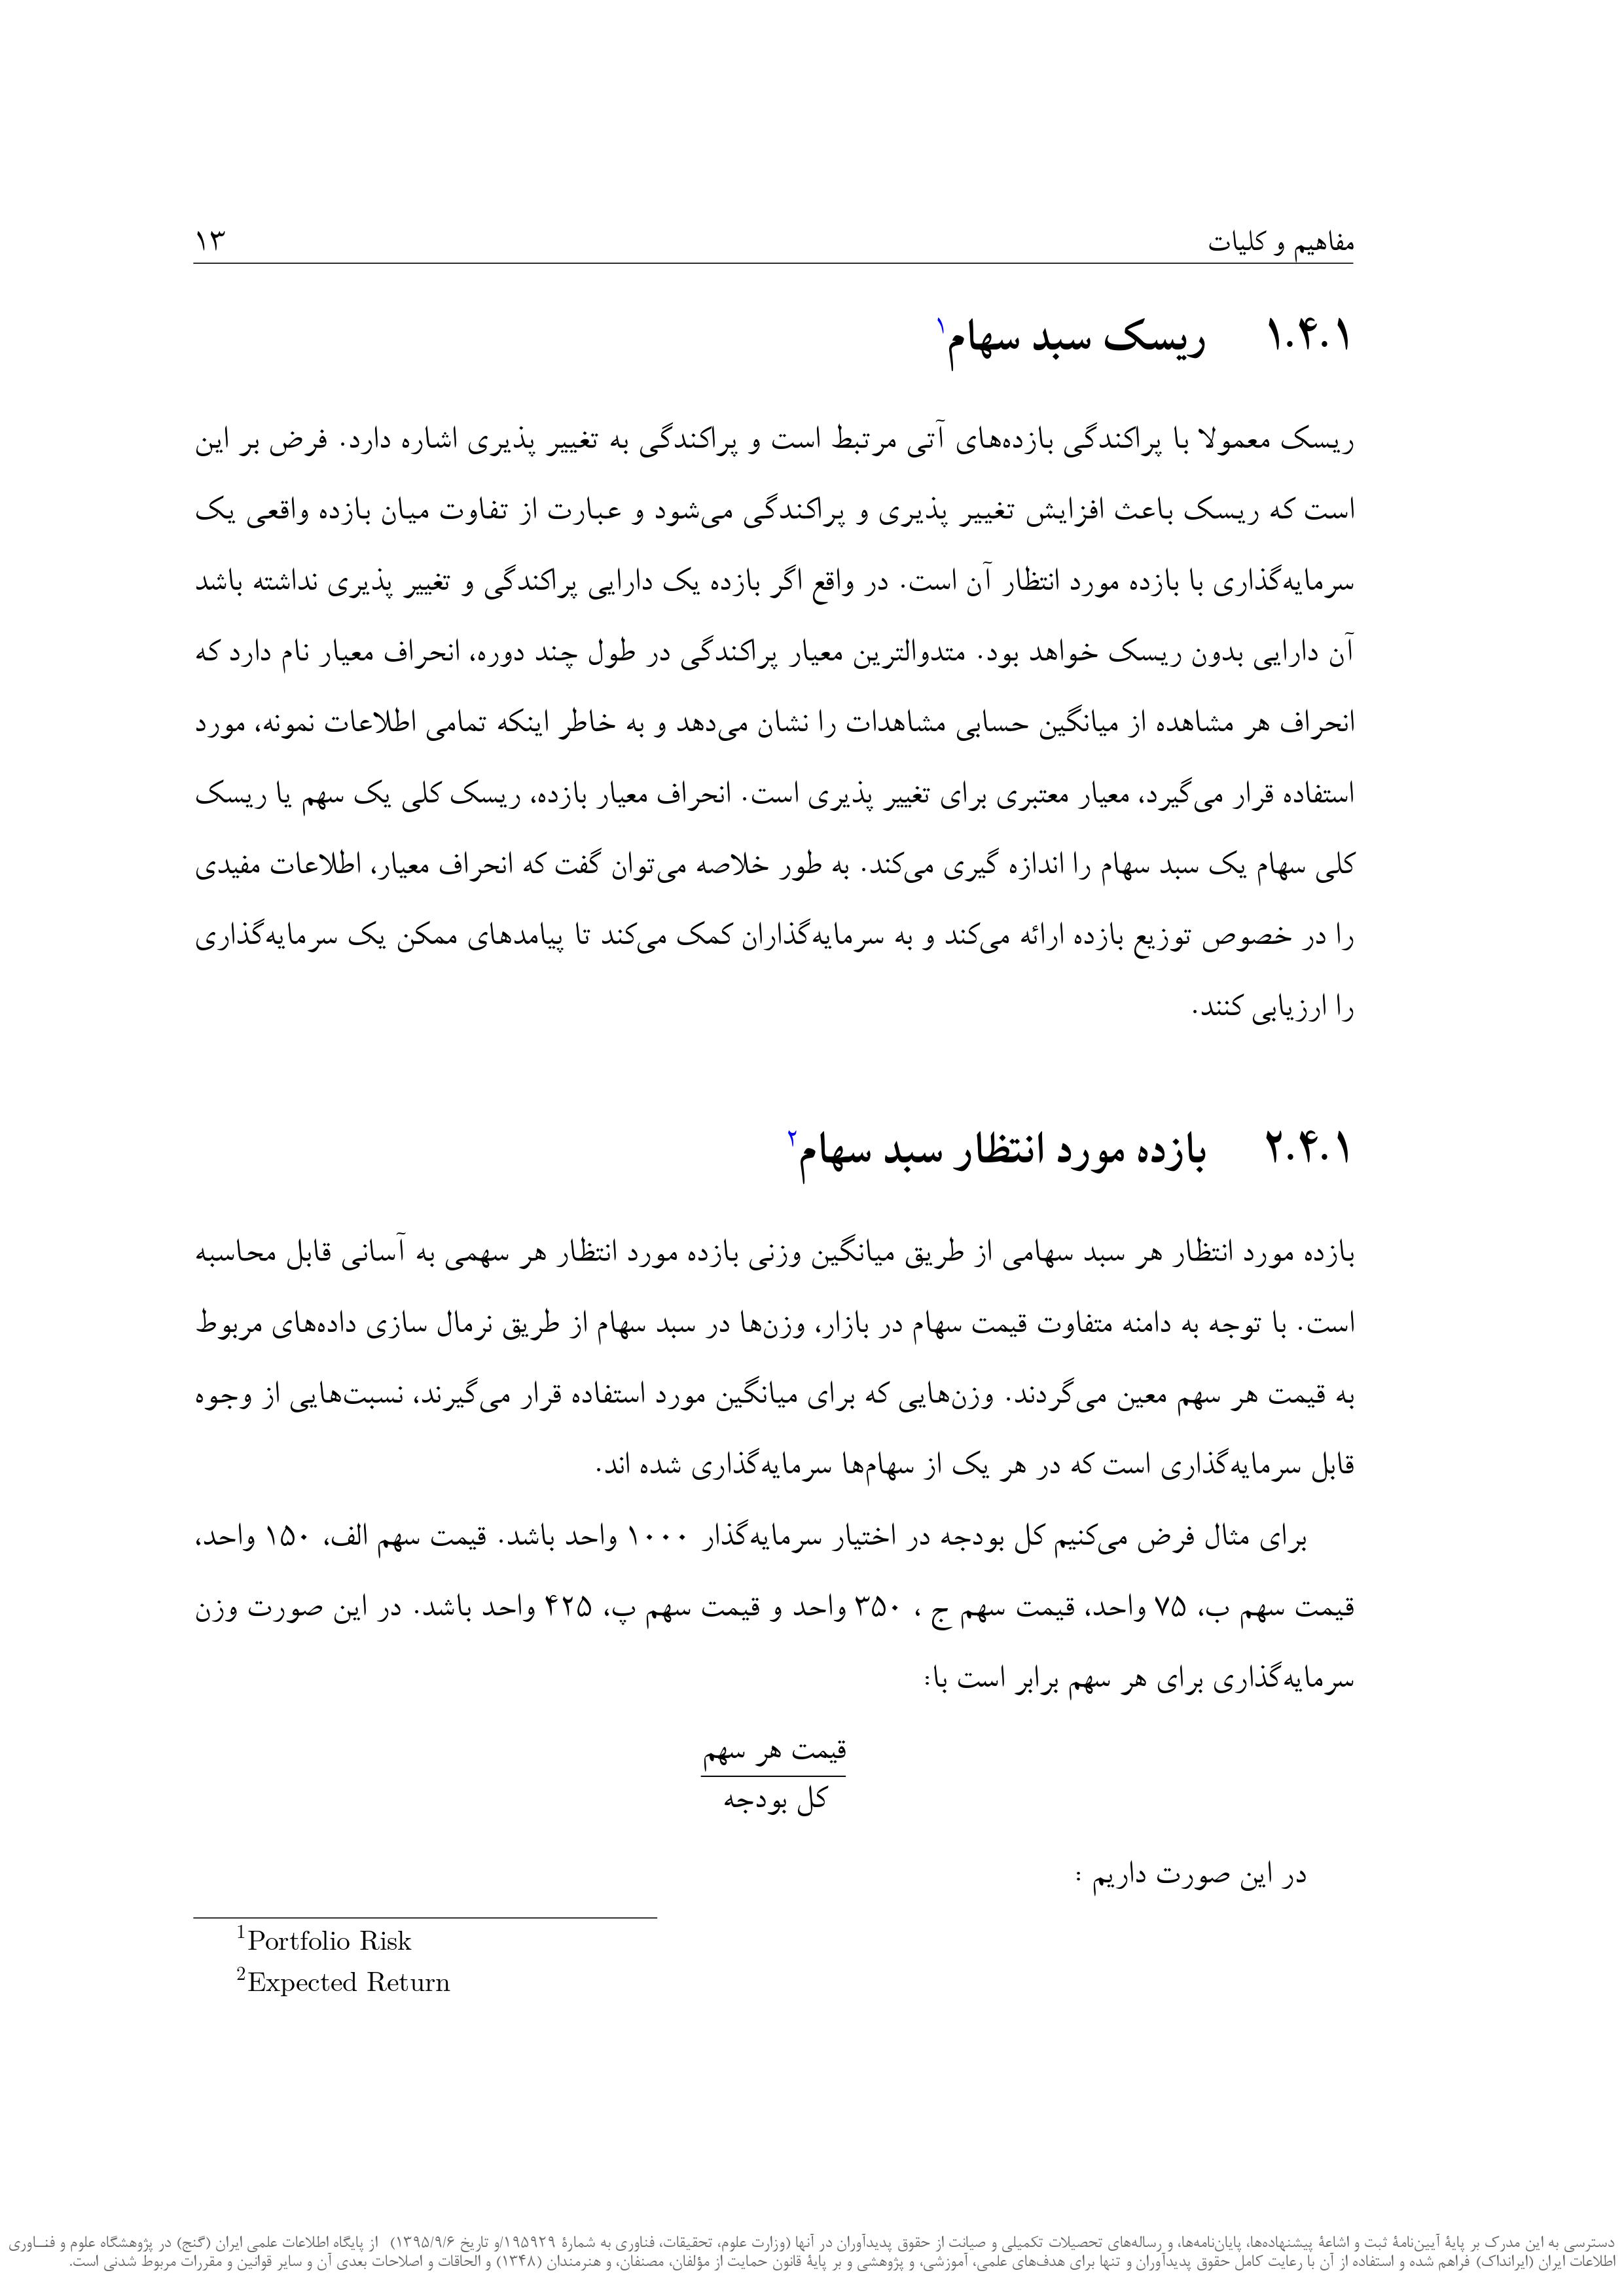 مفاهیم و کلیات ۱۳
۱.۴.۱ ریسک سبد سهام۱
ریسک معمولا با پراکندگی بازده‌های آتی مرتبط است و پراکندگی به تغییر پذیری اشاره دارد. فرض بر این
است که ریسک باعث افزایش تغییر پذیری و پراکندگی می‌شود و عبارت از تفاوت میان بازده واقعی یک
سرمایه‌گذاری با بازده مورد انتظار آن است. در واقع اگر بازده یک دارایی پراکندگی و تغییر پذیری نداشته باشد
آن دارایی بدون ریسک خواهد بود. متدوالترین معیار پراکندگی در طول چند دوره، انحراف معیار نام دارد که
انحراف هر مشاهده از میانگین حسابی مشاهدات را نشان می‌دهد و به خاطر اینکه تمامی اطلاعات نمونه، مورد
استفاده قرار می‌گیرد، معیار معتبری برای تغییر پذیری است. انحراف معیار بازده، ریسک کلی یک سهم یا ریسک
کلی سهام یک سبد سهام را اندازه گیری می‌کند. به طور خلاصه می‌توان گفت که انحراف معیار، اطلاعات مفیدی
را در خصوص توزیع بازده ارائه می‌کند و به سرمایه‌گذاران کمک می‌کند تا پیامدهای ممکن یک سرمایه‌گذاری
را ارزیابی کنند.
۲.۴.۱ بازده مورد انتظار سبد سهام۲
بازده مورد انتظار هر سبد سهامی از طریق میانگین وزنی بازده مورد انتظار هر سهمی به آسانی قابل محاسبه
است. با توجه به دامنه متفاوت قیمت سهام در بازار، وزن‌ها در سبد سهام از طریق نرمال سازی داده‌های مربوط
به قیمت هر سهم معین می‌گردند. وزن‌هایی که برای میانگین مورد استفاده قرار می‌گیرند، نسبت‌هایی از وجوه
قابل سرمایه‌گذاری است که در هر یک از سهام‌ها سرمایه‌گذاری شده اند.
برای مثال فرض می‌کنیم کل بودجه در اختیار سرمایه‌گذار ۱۰۰۰ واحد باشد. قیمت سهم الف، ۱۵۰ واحد،
قیمت سهم ب، ۷۵ واحد، قیمت سهم ج ، ۳۵۰ واحد و قیمت سهم پ، ۴۲۵ واحد باشد. در این صورت وزن
سرمایه‌گذاری برای هر سهم برابر است با:
قیمت هر سهم
کل بودجه
در این صورت داریم :
1Portfolio Risk
2Expected Return
دسترسی به این مدرک بر پایهٔ آیین‌نامهٔ ثبت و اشاعهٔ پیشنهاده‌ها، پایان‌نامه‌ها، و رساله‌های تحصیلات تکمیلی و صیانت از حقوق پدیدآوران در آنها (وزارت علوم، تحقیقات، فناوری به شمارهٔ ۱۹۵۹۲۹/و تاریخ ۱۳۹۵/۹/۶) از پایگاه اطلاعات علمی ایران (گنج) در پژوهشگاه علوم و فنــاوری
اطلاعات ایران (ایرانداک) فراهم شده و استفاده از آن با رعایت کامل حقوق پدیدآوران و تنها برای هدف‌های علمی، آموزشی، و پژوهشی و بر پایهٔ قانون حمایت از مؤلفان، مصنفان، و هنرمندان (۱۳۴۸) و الحاقات و اصلاحات بعدی آن و سایر قوانین و مقررات مربوط شدنی است.